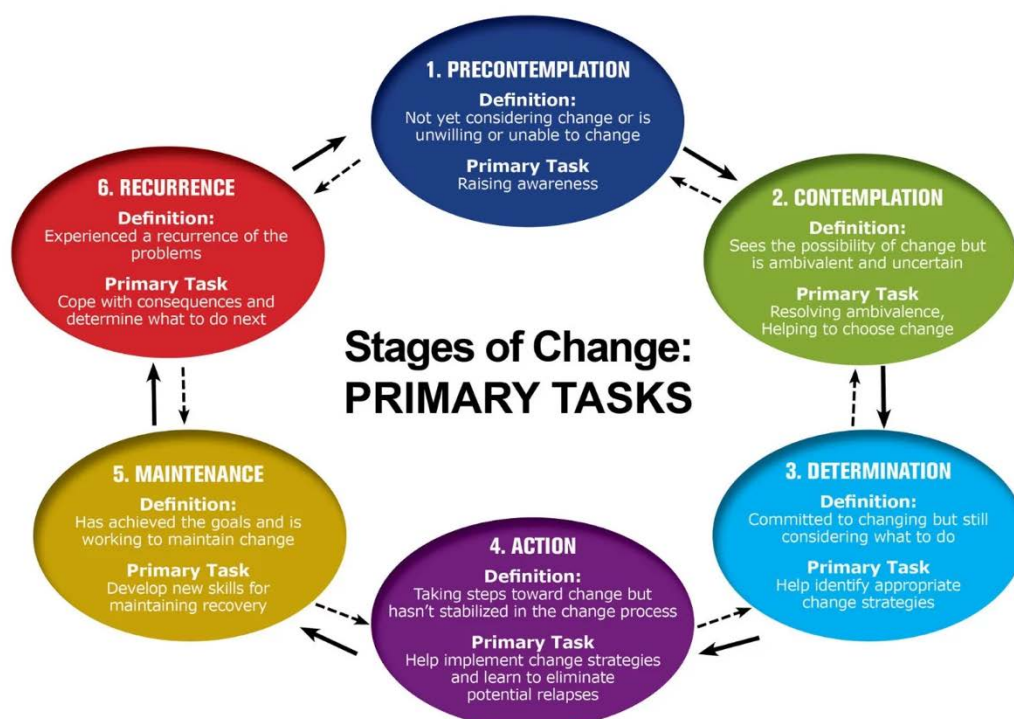 1. PRECONTEMPLATION
Definition:
Not yet considering change or is
unwilling or unable to change
Primary Task
Raising awareness
2. CONTEMPLATION
Definition:
Sees the possibility of change but
is ambivalent and uncertain
Primary Task
Resolving ambivalence,
Helping to choose change
3. DETERMINATION
Definition:
Committed to changing but still
considering what to do
Primary Task
Help identify appropriate
change strategies
4. ACTION
Definition:
Taking steps toward change but
hasn't stabilized in the change process
Primary Task
Help implement change strategies
and learn to eliminate
potential relapses
5. MAINTENANCE
Definition:
Has achieved the goals and is
working to maintain change
Primary Task
Develop new skills for
maintaining recovery
6. RECURRENCE
Definition:
Experienced a recurrence of the
problems
Primary Task
Cope with consequences and
determine what to do next
Stages of Change:
PRIMARY TASKS